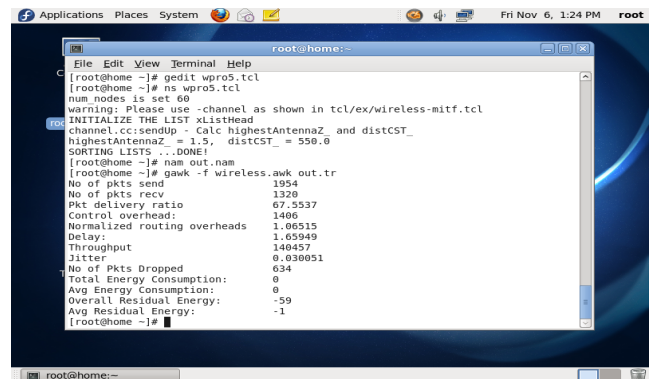 Applications Places System Fri Nov 6, 1:24 PM root
root@home:~
File Edit View Terminal Help
[root@home ~]# gedit wpro5.tcl
[root@home ~]# ns wpro5.tcl
num_nodes is set 60
warning: Please use -channel as shown in tcl/ex/wireless-mitf.tcl
INITIALIZE THE LIST xListHead
channel.cc:sendUp - Calc highestAntennaZ_ and distCST_
highestAntennaZ_ = 1.5, distCST_ = 550.0
SORTING LISTS ...DONE!
[root@home ~]# nam out.nam
[root@home ~]# gawk -f wireless.awk out.tr
No of pkts send 1954
No of pkts recv 1320
Pkt delivery ratio 67.5537
Control overhead: 1406
Normalized routing overheads 1.06515
Delay: 1.65949
Throughput 140457
Jitter 0.030051
No of Pkts Dropped 634
Total Energy Consumption: 0
Avg Energy Consumption: 0
Overall Residual Energy: -59
Avg Residual Energy: -1
[root@home ~]#
root@home:~